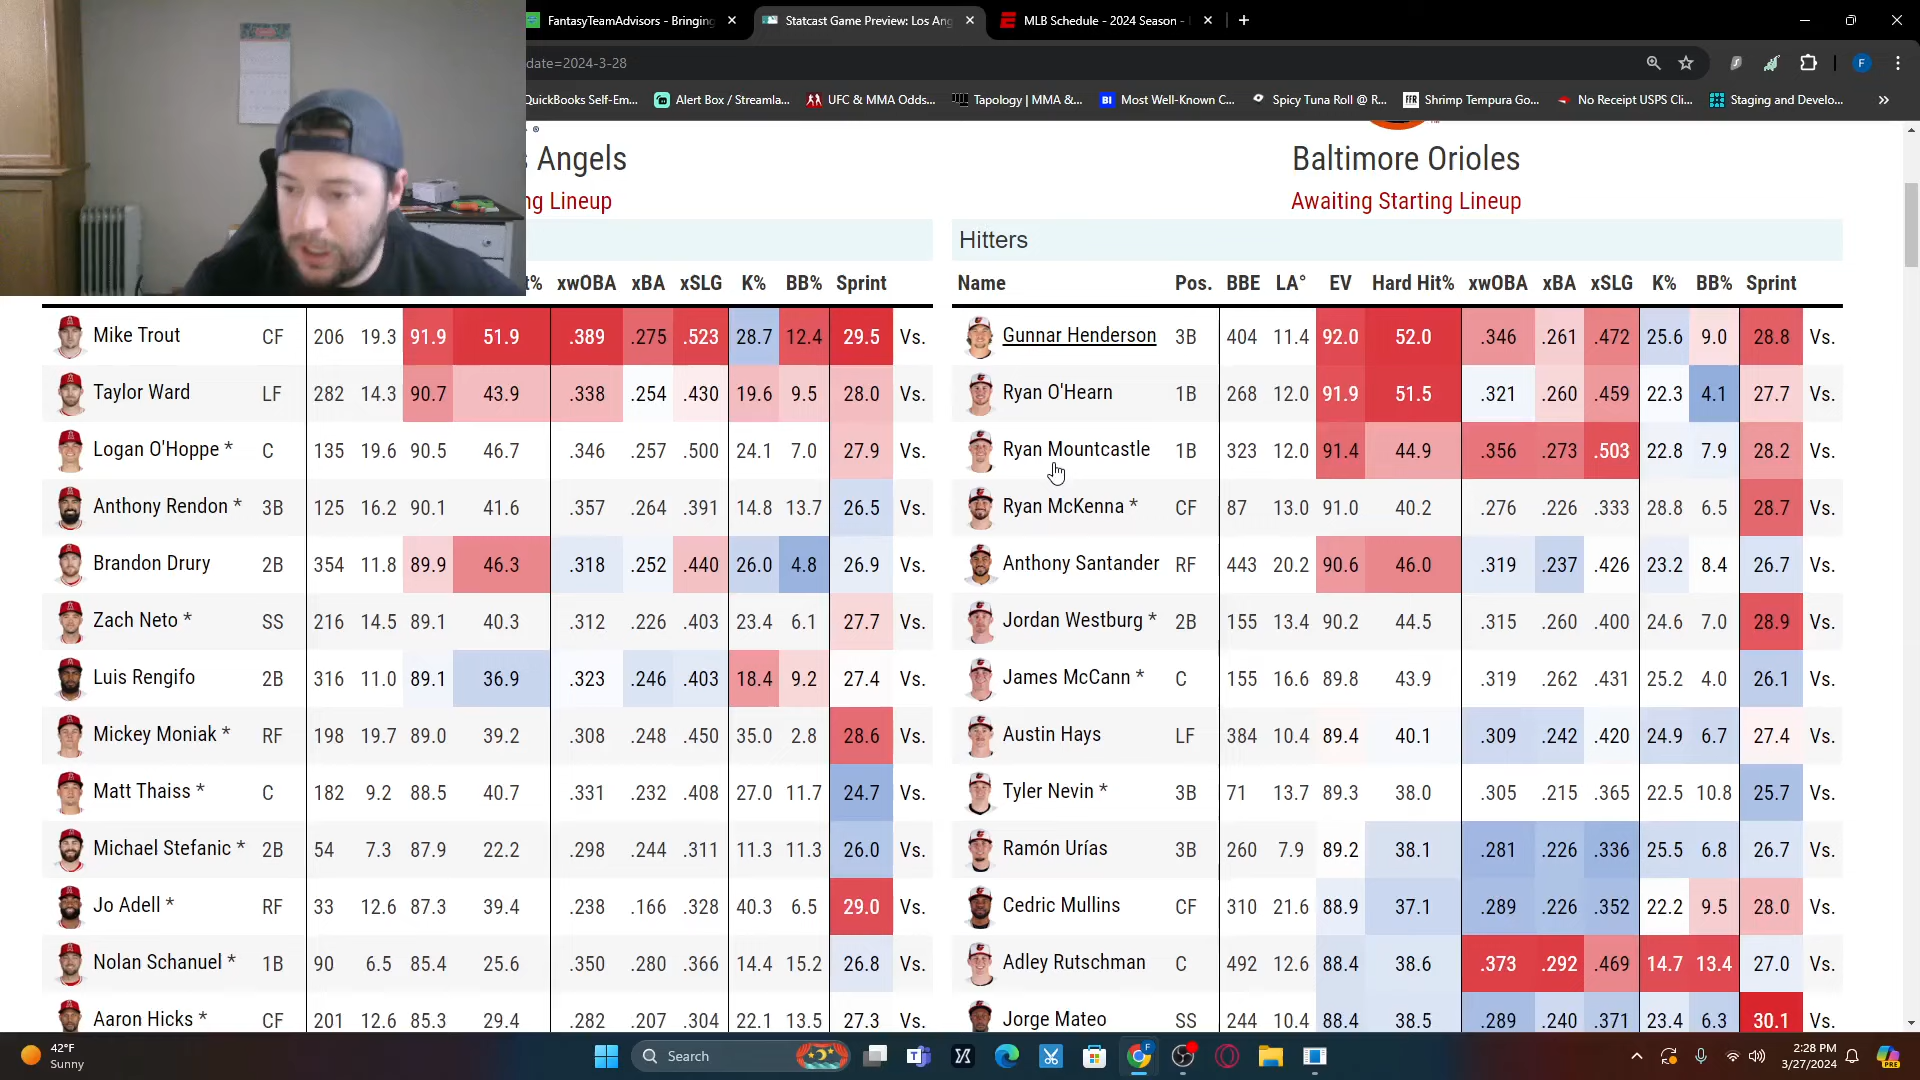 FantasyTeamAdvisors - Bringing
Statcast Game Preview: Los Ang
MLB Schedule - 2024 Season -
date=2024-3-28
F
QuickBooks Self-Em...
Alert Box / Streamla...
UFC & MMA Odds...
Tapology | MMA &...
BI Most Well-Known C...
Spicy Tuna Roll @ R...
FFR Shrimp Tempura Go...
No Receipt USPS Cli...
Staging and Develo...
Angels
ng Lineup
t% xwOBA xBA xSLG K% BB% Sprint
Mike Trout CF 206 19.3 91.9 51.9 .389 .275 .523 28.7 12.4 29.5 Vs.
Taylor Ward LF 282 14.3 90.7 43.9 .338 .254 .430 19.6 9.5 28.0 Vs.
Logan O'Hoppe * C 135 19.6 90.5 46.7 .346 .257 .500 24.1 7.0 27.9 Vs.
Anthony Rendon * 3B 125 16.2 90.1 41.6 .357 .264 .391 14.8 13.7 26.5 Vs.
Brandon Drury 2B 354 11.8 89.9 46.3 .318 .252 .440 26.0 4.8 26.9 Vs.
Zach Neto * SS 216 14.5 89.1 40.3 .312 .226 .403 23.4 6.1 27.7 Vs.
Luis Rengifo 2B 316 11.0 89.1 36.9 .323 .246 .403 18.4 9.2 27.4 Vs.
Mickey Moniak * RF 198 19.7 89.0 39.2 .308 .248 .450 35.0 2.8 28.6 Vs.
Matt Thaiss * C 182 9.2 88.5 40.7 .331 .232 .408 27.0 11.7 24.7 Vs.
Michael Stefanic * 2B 54 7.3 87.9 22.2 .298 .244 .311 11.3 11.3 26.0 Vs.
Jo Adell * RF 33 12.6 87.3 39.4 .238 .166 .328 40.3 6.5 29.0 Vs.
Nolan Schanuel * 1B 90 6.5 85.4 25.6 .350 .280 .366 14.4 15.2 26.8 Vs.
Aaron Hicks * CF 201 12.6 85.3 29.4 .282 .207 .304 22.1 13.5 27.3 Vs.
Baltimore Orioles
Awaiting Starting Lineup
Hitters
Name Pos. BBE LA° EV Hard Hit% xwOBA xBA xSLG K% BB% Sprint
Gunnar Henderson 3B 404 11.4 92.0 52.0 .346 .261 .472 25.6 9.0 28.8 Vs.
Ryan O'Hearn 1B 268 12.0 91.9 51.5 .321 .260 .459 22.3 4.1 27.7 Vs.
Ryan Mountcastle 1B 323 12.0 91.4 44.9 .356 .273 .503 22.8 7.9 28.2 Vs.
Ryan McKenna * CF 87 13.0 91.0 40.2 .276 .226 .333 28.8 6.5 28.7 Vs.
Anthony Santander RF 443 20.2 90.6 46.0 .319 .237 .426 23.2 8.4 26.7 Vs.
Jordan Westburg * 2B 155 13.4 90.2 44.5 .315 .260 .400 24.6 7.0 28.9 Vs.
James McCann * C 155 16.6 89.8 43.9 .319 .262 .431 25.2 4.0 26.1 Vs.
Austin Hays LF 384 10.4 89.4 40.1 .309 .242 .420 24.9 6.7 27.4 Vs.
Tyler Nevin * 3B 71 13.7 89.3 38.0 .305 .215 .365 22.5 10.8 25.7 Vs.
Ramón Urías 3B 260 7.9 89.2 38.1 .281 .226 .336 25.5 6.8 26.7 Vs.
Cedric Mullins CF 310 21.6 88.9 37.1 .289 .226 .352 22.2 9.5 28.0 Vs.
Adley Rutschman C 492 12.6 88.4 38.6 .373 .292 .469 14.7 13.4 27.0 Vs.
Jorge Mateo SS 244 10.4 88.4 38.5 .289 .240 .371 23.4 6.3 30.1 Vs.
42°F
Sunny
Search
2:28 PM
3/27/2024